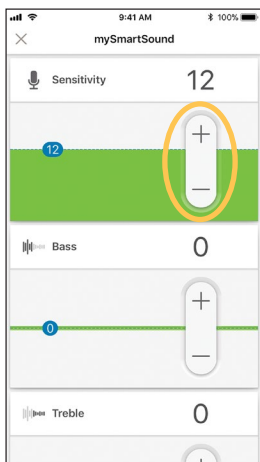 9:41 AM 100%
mySmartSound
Sensitivity 12
+
12
−
Bass 0
+
0
−
Treble 0
+